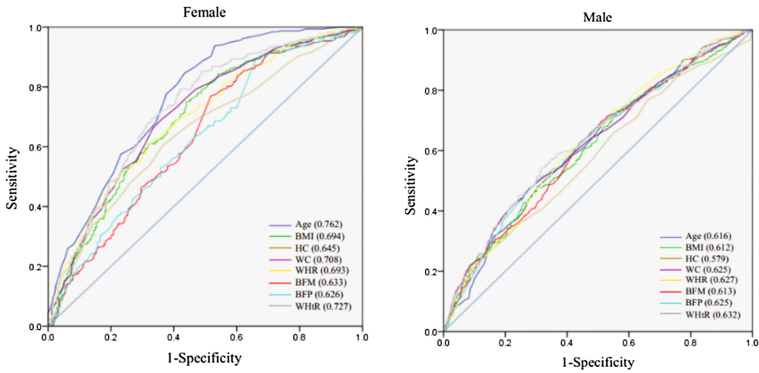 Female
Sensitivity
1.0
0.8
0.6
0.4
0.2
0.0
Age (0.762)
BMI (0.694)
HC (0.645)
WC (0.708)
WHR (0.693)
BFM (0.633)
BFP (0.626)
WHtR (0.727)
0.0 0.2 0.4 0.6 0.8 1.0
1-Specificity
Male
Sensitivity
1.0
0.8
0.6
0.4
0.2
0.0
Age (0.616)
BMI (0.612)
HC (0.579)
WC (0.625)
WHR (0.627)
BFM (0.613)
BFP (0.625)
WHtR (0.632)
0.0 0.2 0.4 0.6 0.8 1.0
1-Specificity